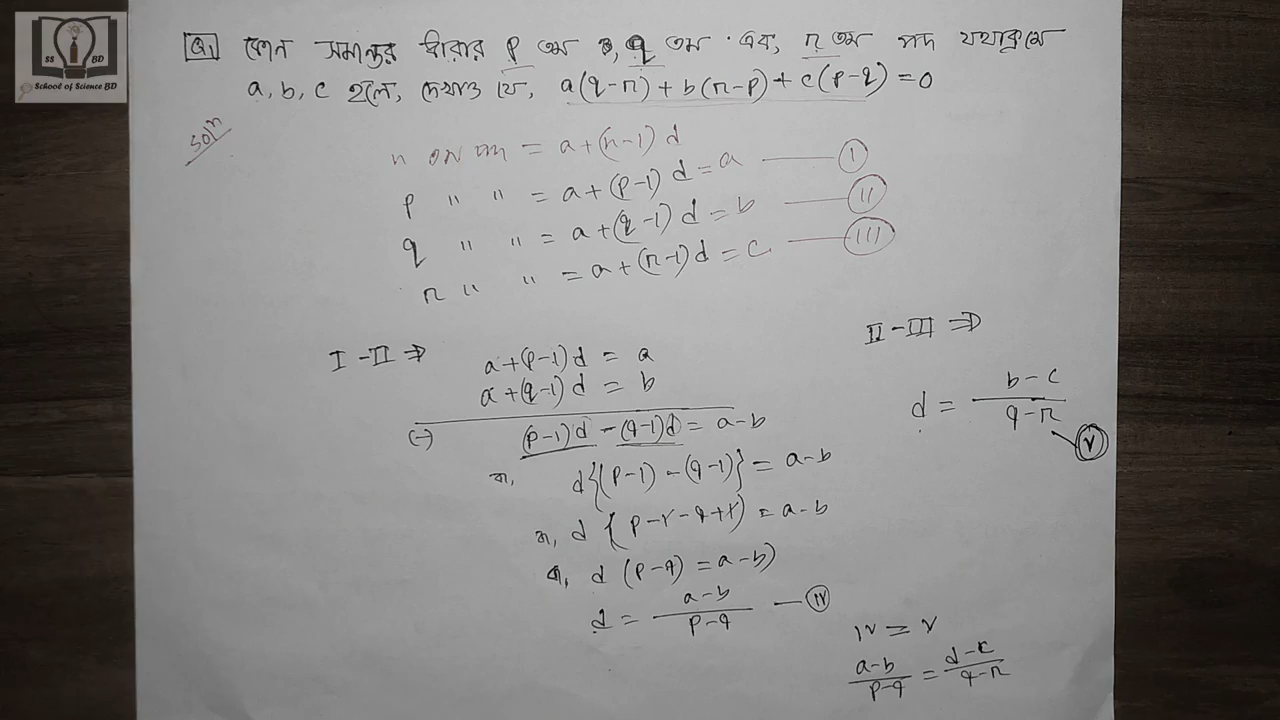 SS BD
School of Science BD
Q1 কোন সমান্তর ধারার p তম, q তম এবং, r তম পদ যথাক্রমে
a, b, c হলে, দেখাও যে, a(q-r)+b(r-p)+c(p-q)=0
solⁿ
n তম পদ = a+(n-1)d
p " " = a+(p-1)d=a — I
q " " = a+(q-1)d=b — II
r " " = a+(r-1)d=c — III
I-II⇒
a+(p-1)d = a
a+(q-1)d = b
(-) (p-1)d-(q-1)d= a-b
বা, d{(p-1)-(q-1)}= a-b
বা, d{p-1-q+1}= a-b
বা, d (p-q) = a-b)
d = a-b/p-q — IV
II-III⇒
d = b-c/q-r V
IV = V
a-b/p-q = d-c/q-r